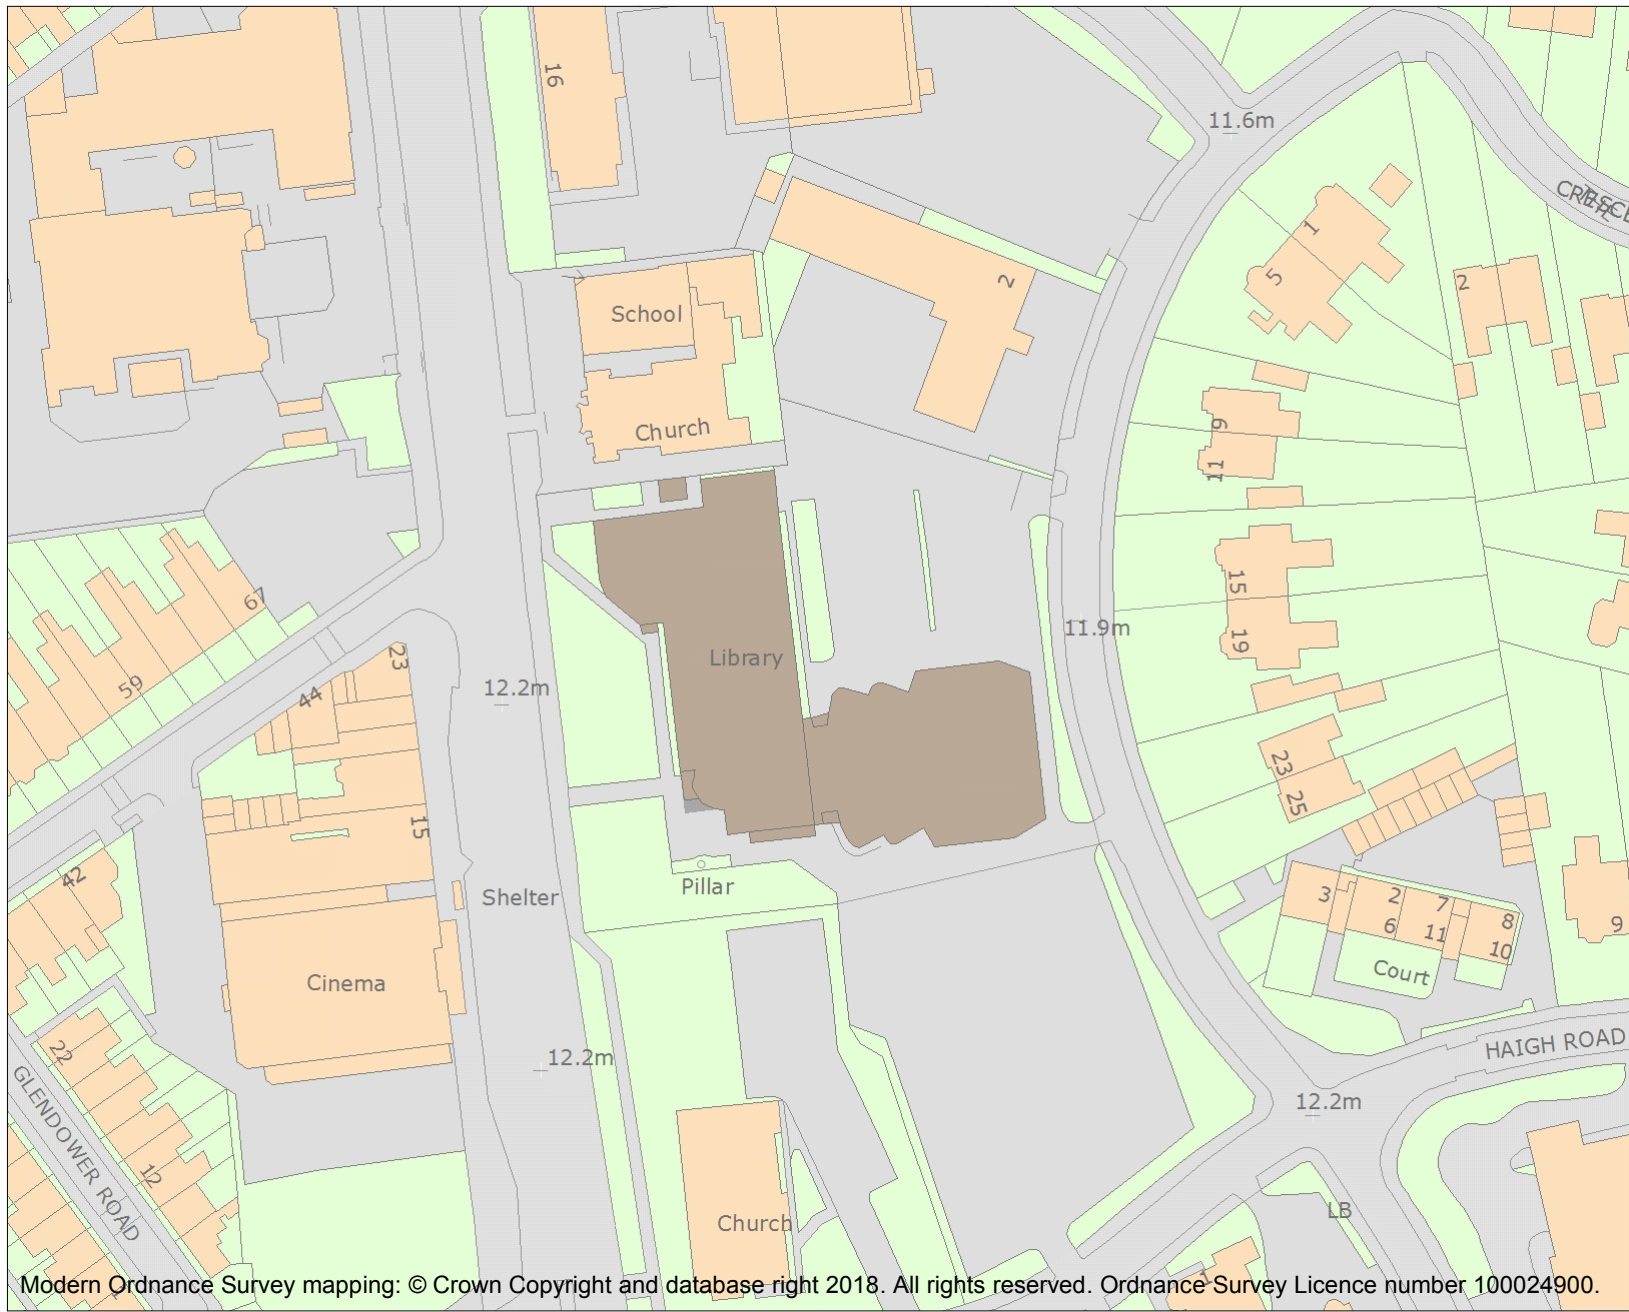 16
11.6m
CRESCENT
1
5
2
2
School
Church
9
11
67
59
44
23
15
19
11.9m
Library
12.2m
23
25
15
42
Shelter
Pillar
3
2
7
8
6
11
10
9
Court
Cinema
12.2m
HAIGH ROAD
22
GLENDOWER ROAD
12
12.2m
Church
LB
1
Modern Ordnance Survey mapping: © Crown Copyright and database right 2018. All rights reserved. Ordnance Survey Licence number 100024900.